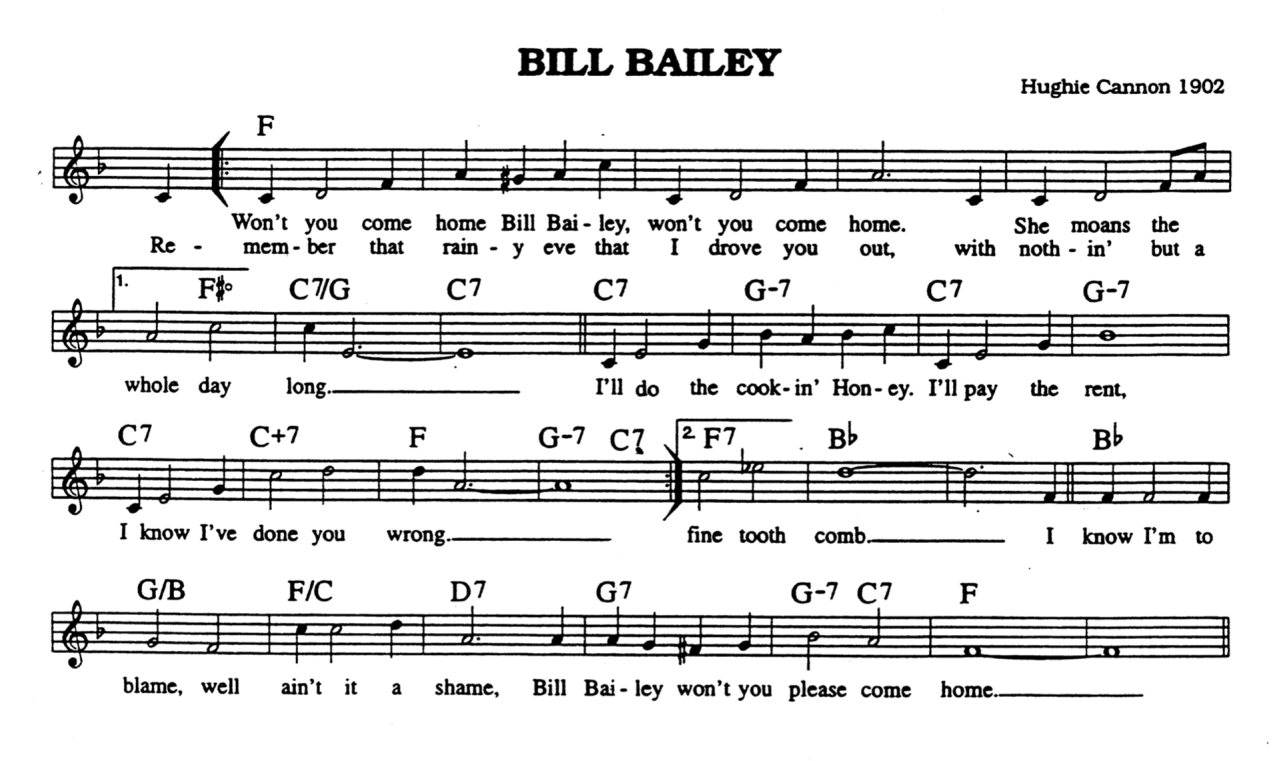 BILL BAILEY
Hughie Cannon 1902
F
Won't you come home Bill Bai - ley, won't you come home. She moans the
Re - mem - ber that rain - y eve that I drove you out, with noth - in' but a
1. F#° C7/G C7 C7 G-7 C7 G-7
whole day long. I'll do the cook - in' Hon - ey. I'll pay the rent,
C7 C+7 F G-7 C7 2. F7 Bb Bb
I know I've done you wrong. fine tooth comb. I know I'm to
G/B F/C D7 G7 G-7 C7 F
blame, well ain't it a shame, Bill Bai - ley won't you please come home.